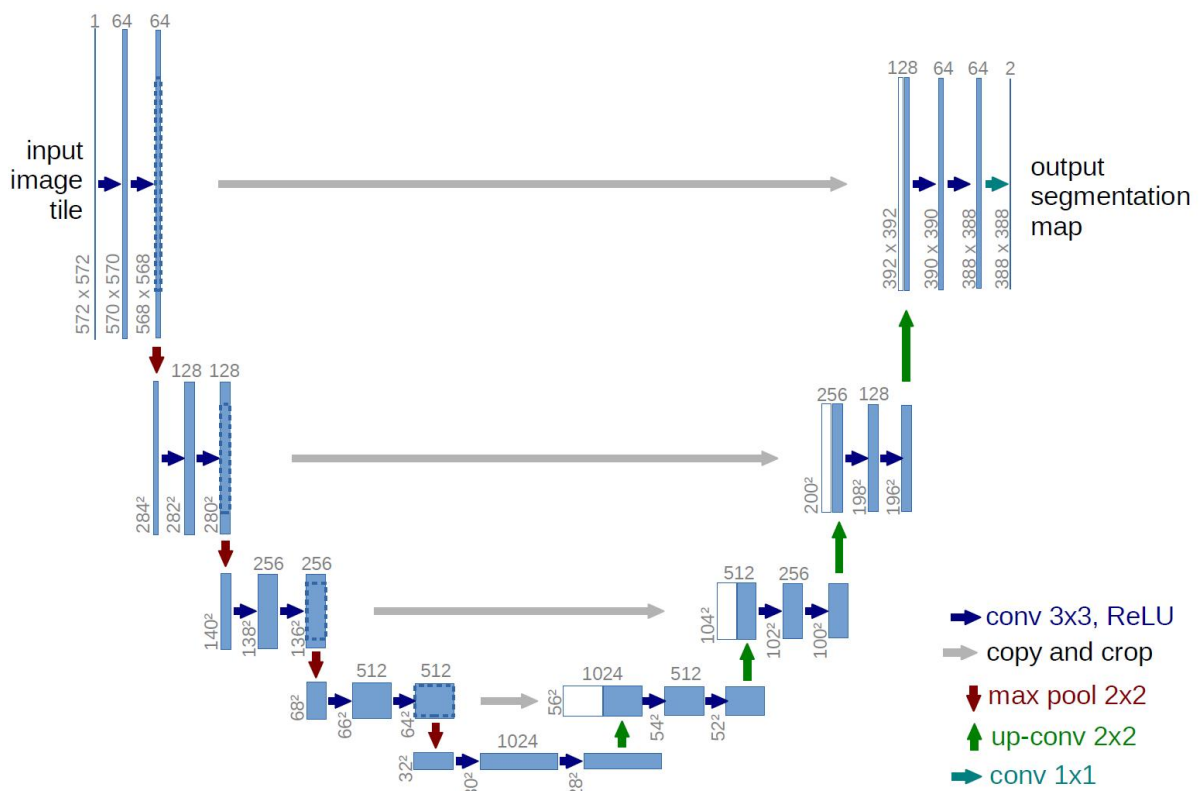 1 64 64
128 64 64 2
input
image
tile
output
segmentation
map
572 x 572
570 x 570
568 x 568
392 x 392
390 x 390
388 x 388
388 x 388
128 128
256 128
284²
282²
280²
200²
198²
196²
256 256
512 256
140²
138²
136²
104²
102²
100²
512 512
1024 512
68²
66²
64²
56²
54²
52²
1024
32²
conv 3x3, ReLU
copy and crop
max pool 2x2
up-conv 2x2
conv 1x1